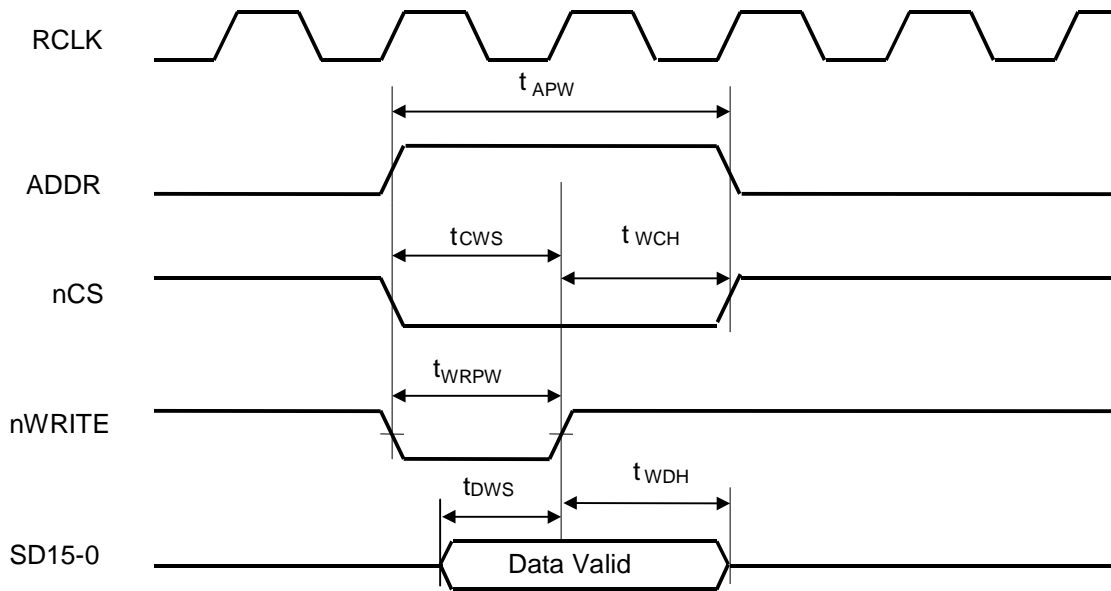 RCLK
t APW
ADDR
tCWS
t WCH
nCS
tWRPW
nWRITE
tDWS
t WDH
SD15-0
Data Valid